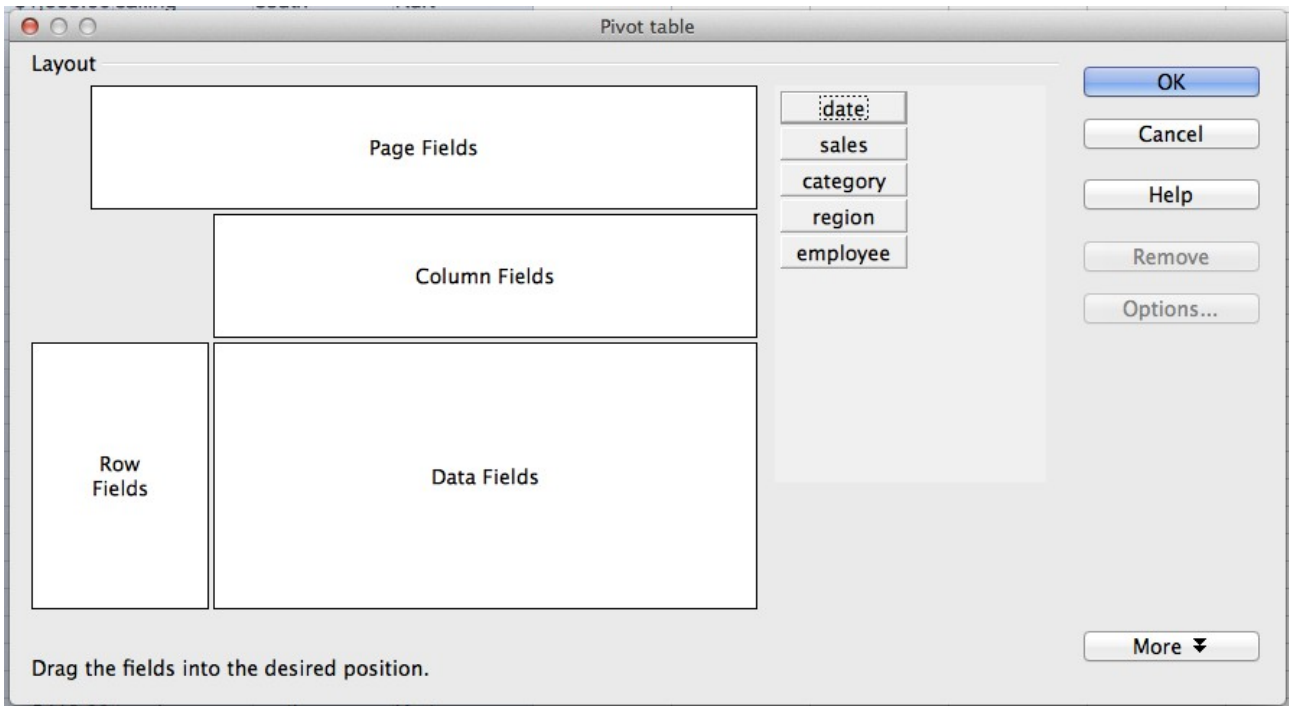 Pivot table
Layout
Page Fields
Column Fields
Row
Fields
Data Fields
date
sales
category
region
employee
OK
Cancel
Help
Remove
Options...
More
Drag the fields into the desired position.